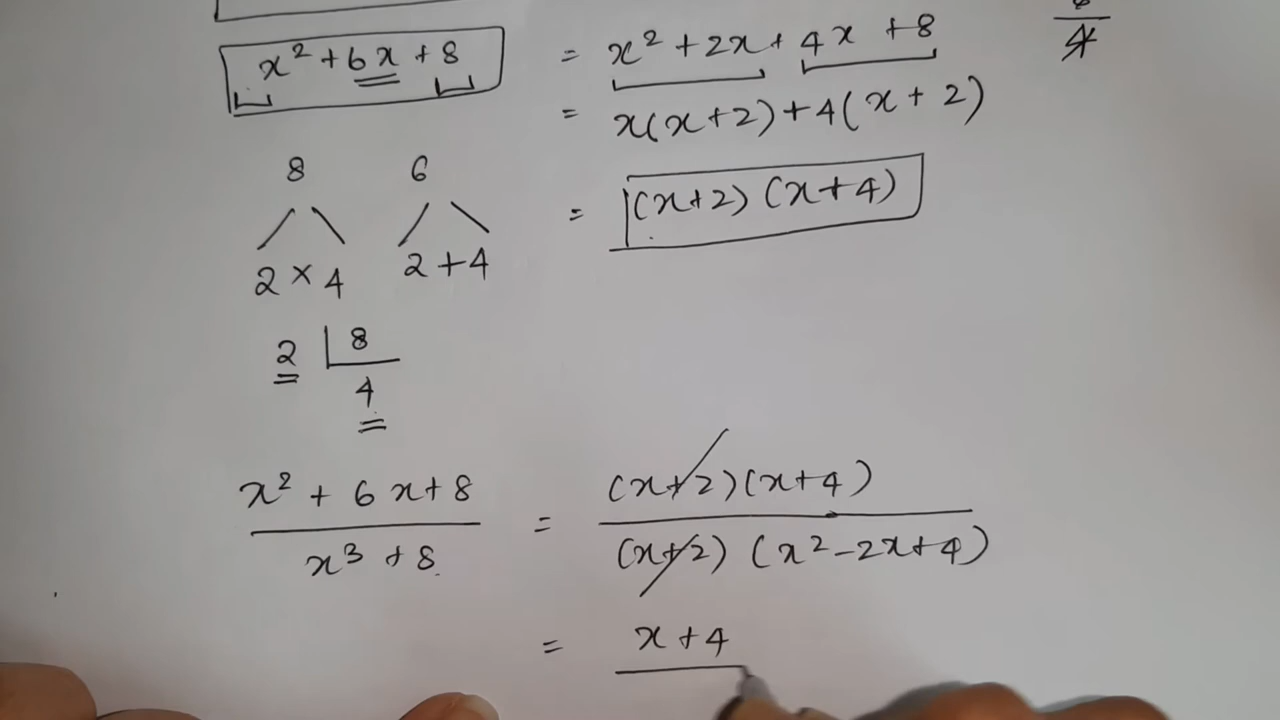 x² + 6x + 8 = x² + 2x + 4x + 8
= x(x+2) + 4(x+2)
8 6
= (x+2) (x+4)
2 × 4 2 + 4
2 8
4
x² + 6x + 8 / x³ + 8 = (x+2)(x+4) / (x+2) (x² - 2x + 4)
= x + 4